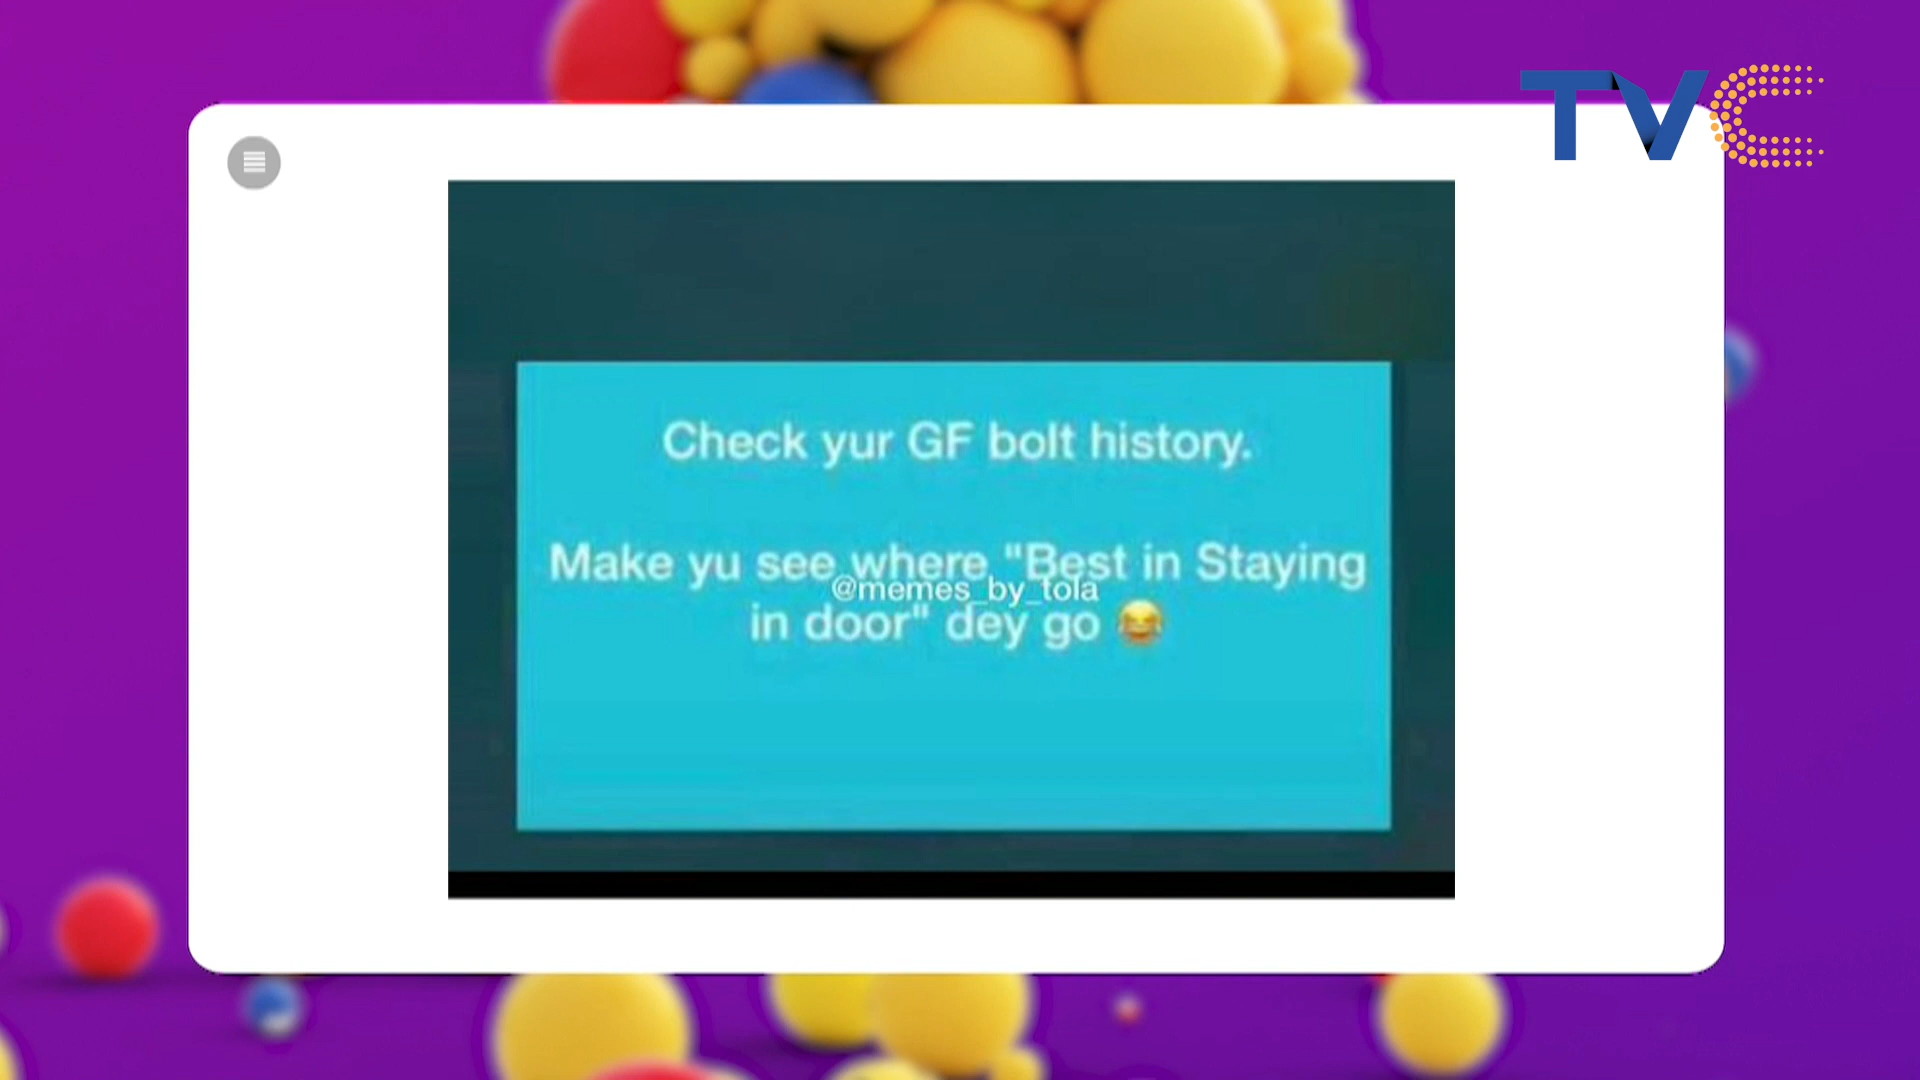 TVC
Check yur GF bolt history.
Make yu see where "Best in Staying
@memes_by_tola
in door" dey go 😂